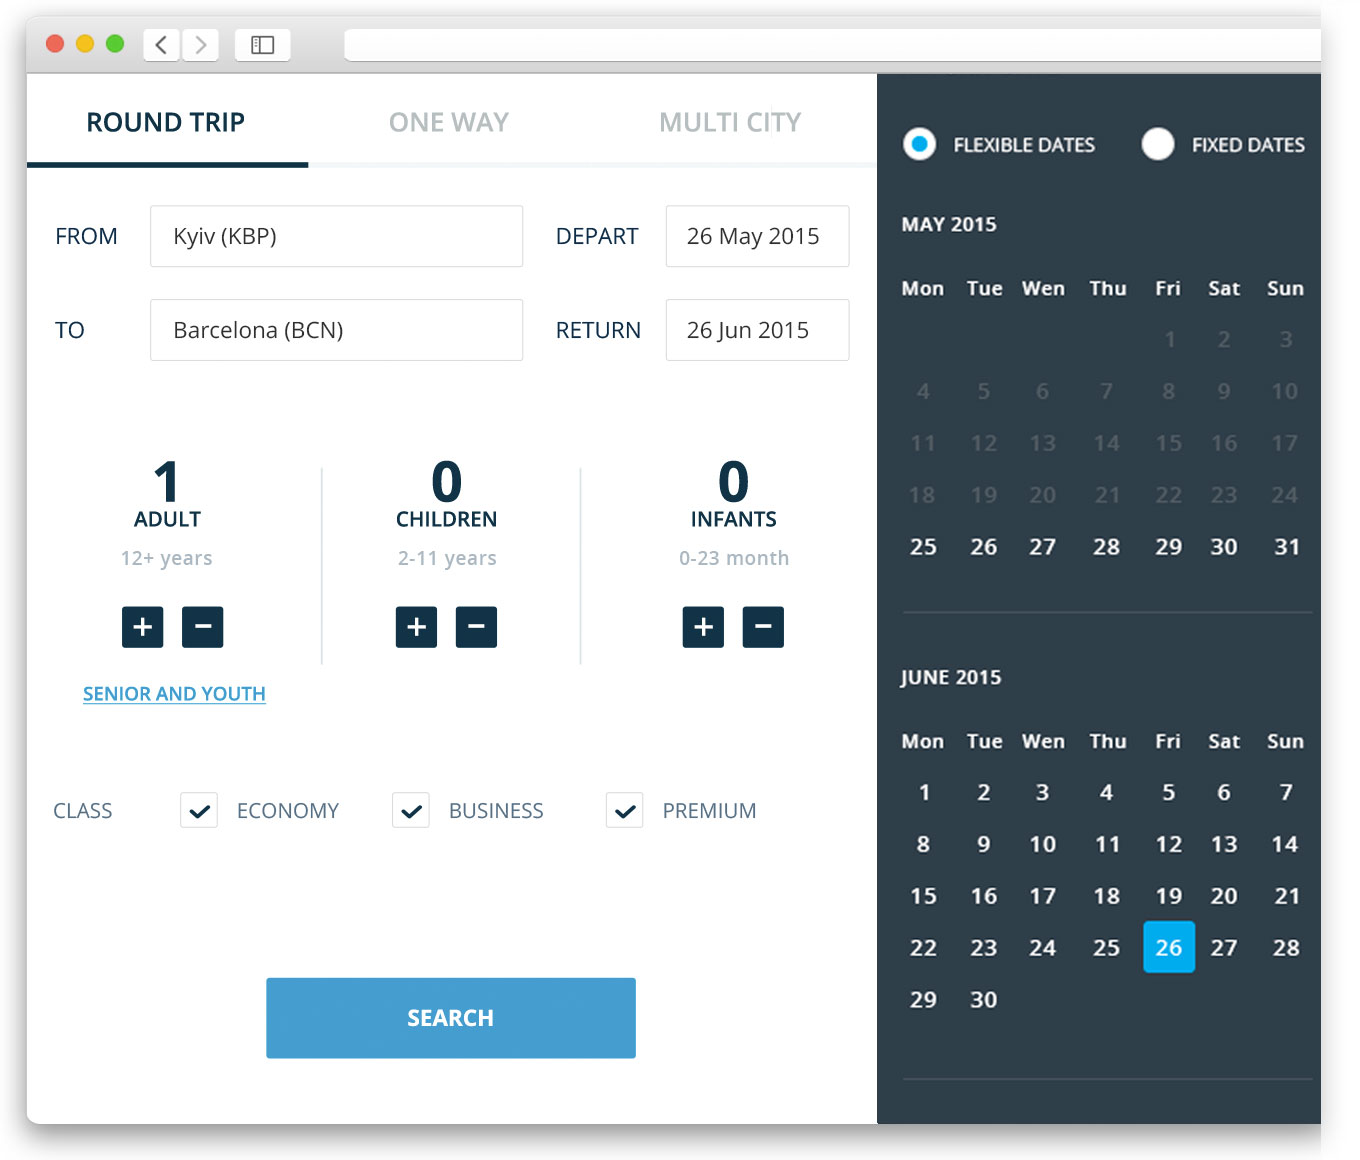 ROUND TRIP ONE WAY MULTI CITY
FROM Kyiv (KBP) DEPART 26 May 2015
TO Barcelona (BCN) RETURN 26 Jun 2015
1 0 0
ADULT CHILDREN INFANTS
12+ years 2-11 years 0-23 month
+ − + − + −
SENIOR AND YOUTH
CLASS ECONOMY BUSINESS PREMIUM
SEARCH
FLEXIBLE DATES FIXED DATES
MAY 2015
Mon Tue Wen Thu Fri Sat Sun
1 2 3
4 5 6 7 8 9 10
11 12 13 14 15 16 17
18 19 20 21 22 23 24
25 26 27 28 29 30 31
JUNE 2015
Mon Tue Wen Thu Fri Sat Sun
1 2 3 4 5 6 7
8 9 10 11 12 13 14
15 16 17 18 19 20 21
22 23 24 25 26 27 28
29 30